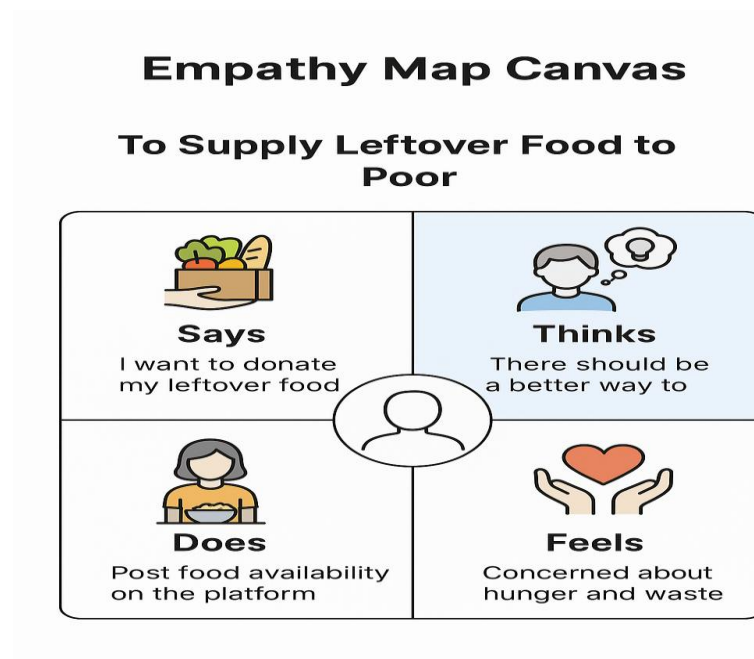 Empathy Map Canvas
To Supply Leftover Food to
Poor
Says
I want to donate
my leftover food
Thinks
There should be
a better way to
Does
Post food availability
on the platform
Feels
Concerned about
hunger and waste